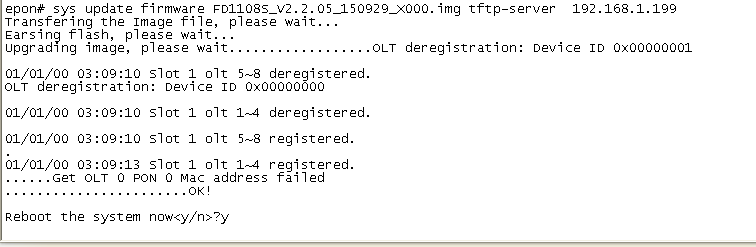 epon# sys update firmware FD1108S_V2.2.05_150929_X000.img tftp-server  192.168.1.199
Transfering the Image file, please wait...
Earsing flash, please wait...
Upgrading image, please wait..................OLT deregistration: Device ID 0x00000001
01/01/00 03:09:10 Slot 1 olt 5~8 deregistered.
OLT deregistration: Device ID 0x00000000
01/01/00 03:09:10 Slot 1 olt 1~4 deregistered.
01/01/00 03:09:10 Slot 1 olt 5~8 registered.
.
01/01/00 03:09:13 Slot 1 olt 1~4 registered.
......Get OLT 0 PON 0 Mac address failed
.......................OK!
Reboot the system now<y/n>?y